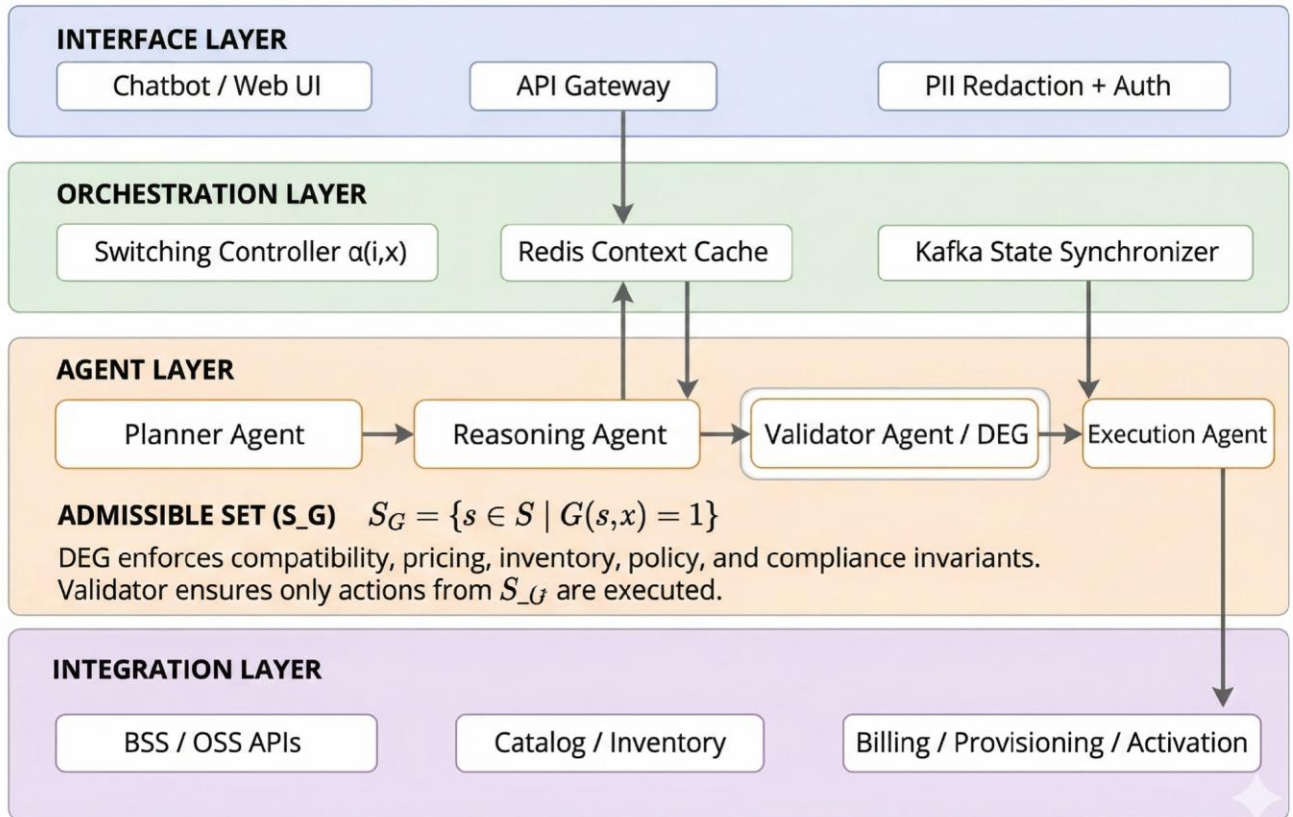 INTERFACE LAYER
Chatbot / Web UI
API Gateway
PII Redaction + Auth
ORCHESTRATION LAYER
Switching Controller α(i,x)
Redis Context Cache
Kafka State Synchronizer
AGENT LAYER
Planner Agent
Reasoning Agent
Validator Agent / DEG
Execution Agent
ADMISSIBLE SET (S_G) S_G = {s ∈ S | G(s,x) = 1}
DEG enforces compatibility, pricing, inventory, policy, and compliance invariants.
Validator ensures only actions from S_G are executed.
INTEGRATION LAYER
BSS / OSS APIs
Catalog / Inventory
Billing / Provisioning / Activation